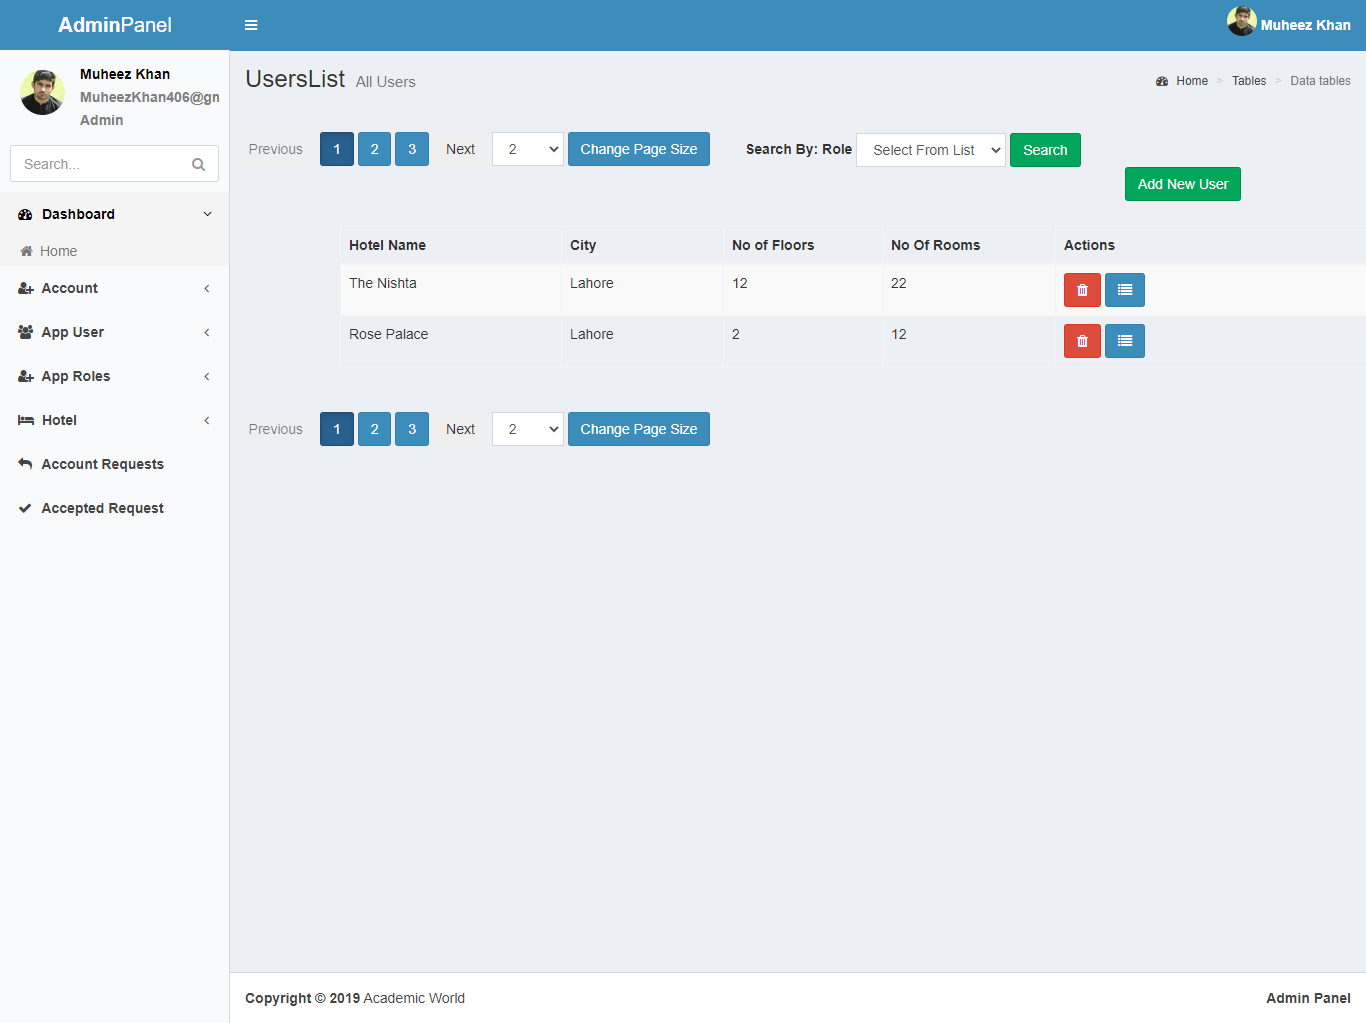 AdminPanel
Muheez Khan
Muheez Khan
MuheezKhan406@gm
Admin
Search...
Dashboard
Home
Account
App User
App Roles
Hotel
Account Requests
Accepted Request
UsersList All Users
Home > Tables > Data tables
Previous 1 2 3 Next 2 Change Page Size Search By: Role Select From List Search
Add New User
Hotel Name City No of Floors No Of Rooms Actions
The Nishta Lahore 12 22
Rose Palace Lahore 2 12
Previous 1 2 3 Next 2 Change Page Size
Copyright © 2019 Academic World Admin Panel